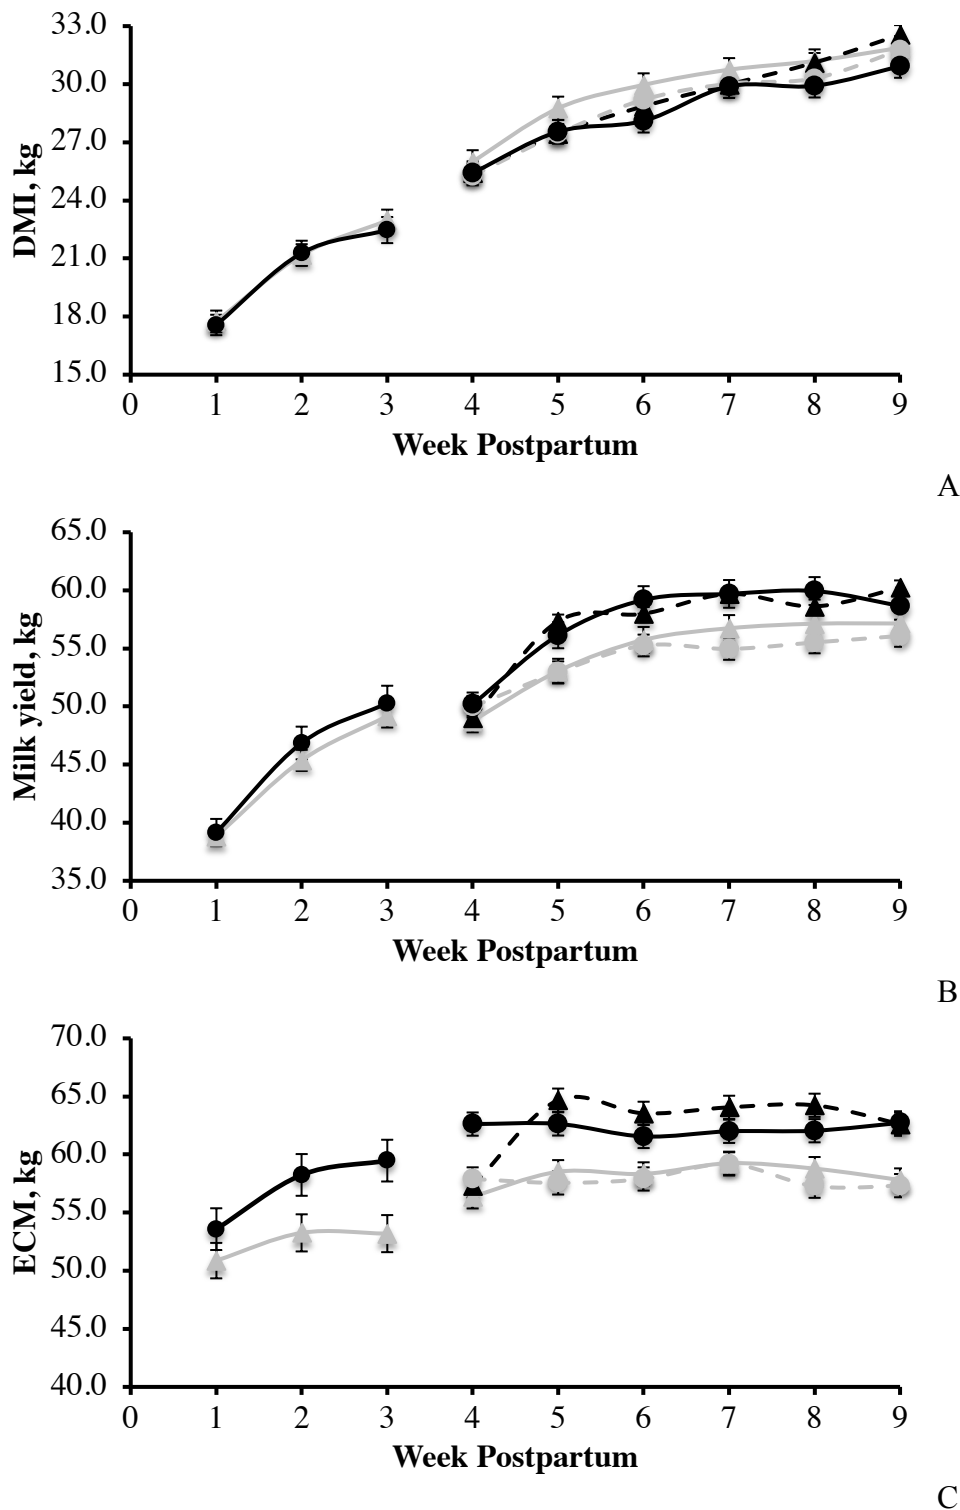 33.0
30.0
27.0
24.0
21.0
18.0
15.0
DMI, kg
0 1 2 3 4 5 6 7 8 9
Week Postpartum
A
65.0
60.0
55.0
50.0
45.0
40.0
35.0
Milk yield, kg
0 1 2 3 4 5 6 7 8 9
Week Postpartum
B
70.0
65.0
60.0
55.0
50.0
45.0
40.0
ECM, kg
0 1 2 3 4 5 6 7 8 9
Week Postpartum
C